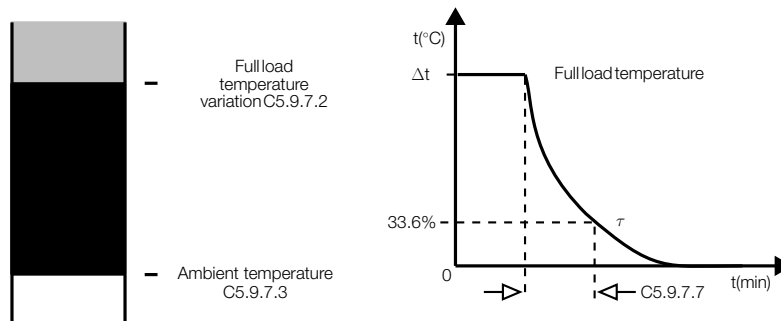 Full load
temperature
variation C5.9.7.2
Ambient temperature
C5.9.7.3
t(°C)
Δt
Full load temperature
33.6%
τ
0
t(min)
C5.9.7.7